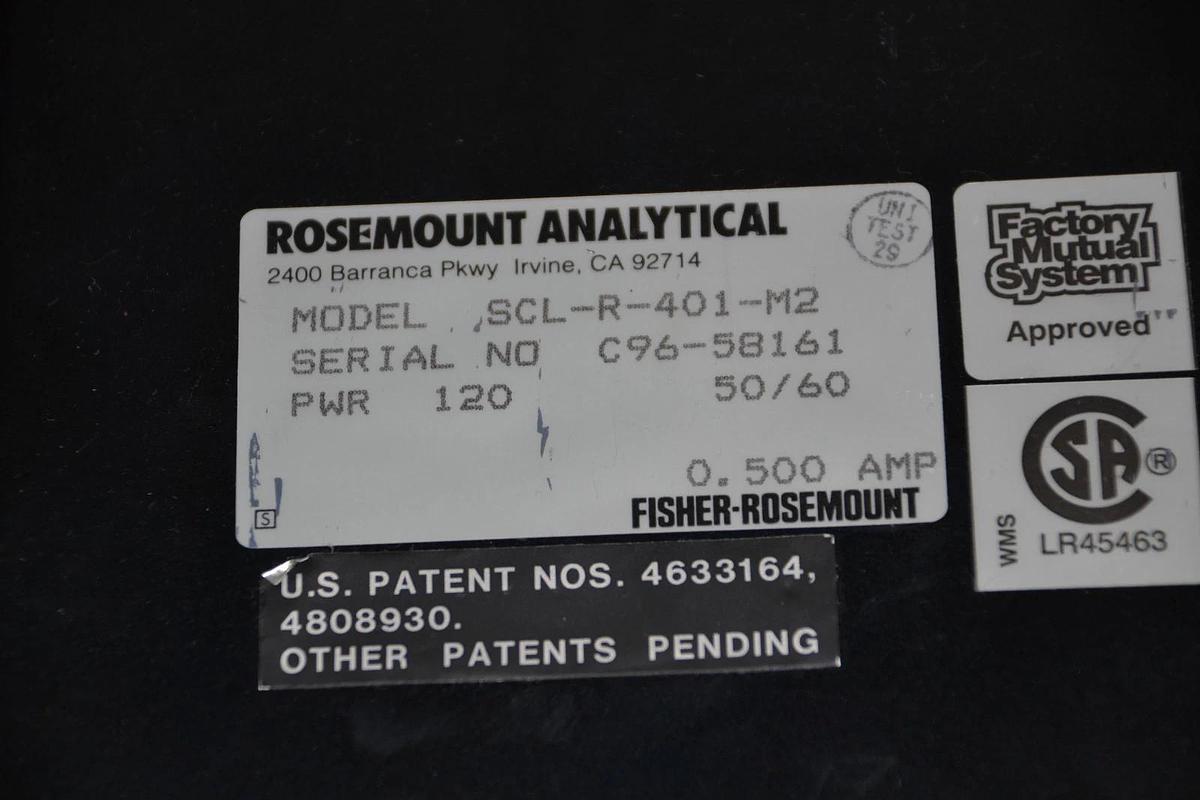 ROSEMOUNT ANALYTICAL
2400 Barranca Pkwy Irvine, CA 92714
MODEL SCL-R-401-M2
SERIAL NO C96-58161
PWR 120 50/60
0.500 AMP
FISHER-ROSEMOUNT
S
UNI
TEST
29
Factory
Mutual
System
Approved
SA
®
WMS
LR45463
U.S. PATENT NOS. 4633164,
4808930.
OTHER PATENTS PENDING